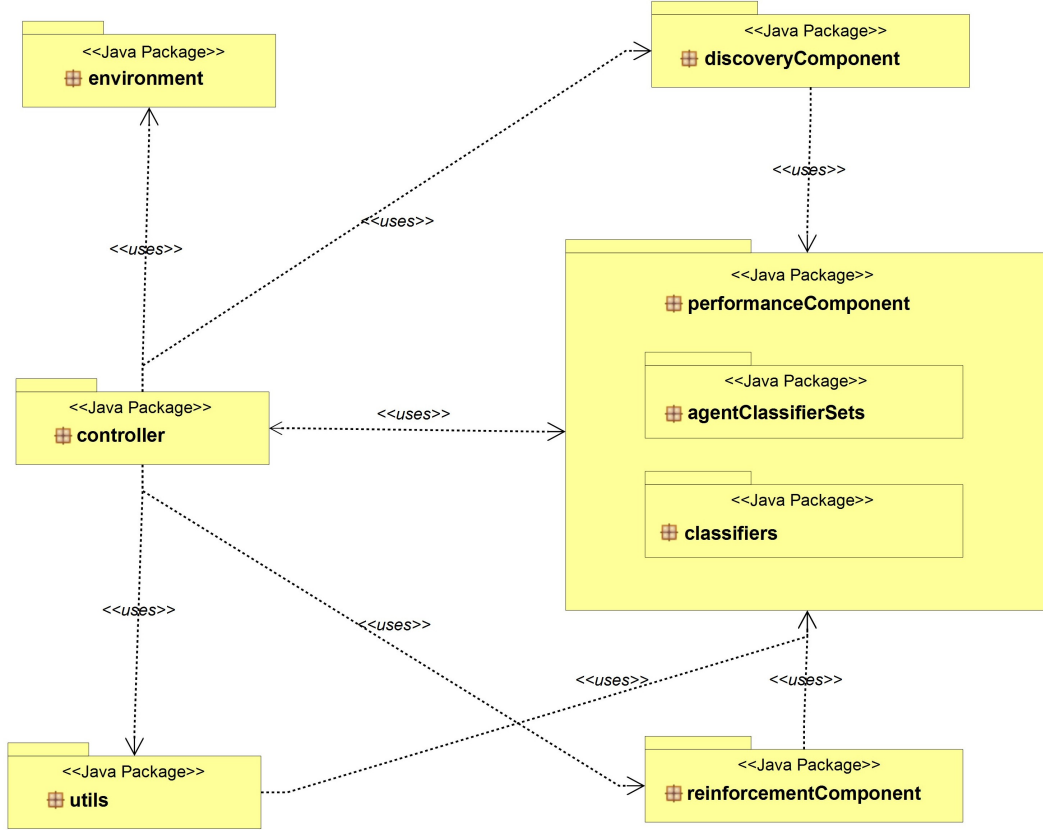 <<Java Package>>
environment
<<Java Package>>
discoveryComponent
<<uses>>
<<uses>>
<<uses>>
<<Java Package>>
performanceComponent
<<Java Package>>
agentClassifierSets
<<Java Package>>
controller
<<uses>>
<<Java Package>>
classifiers
<<uses>>
<<uses>>
<<uses>>
<<uses>>
<<Java Package>>
utils
<<Java Package>>
reinforcementComponent